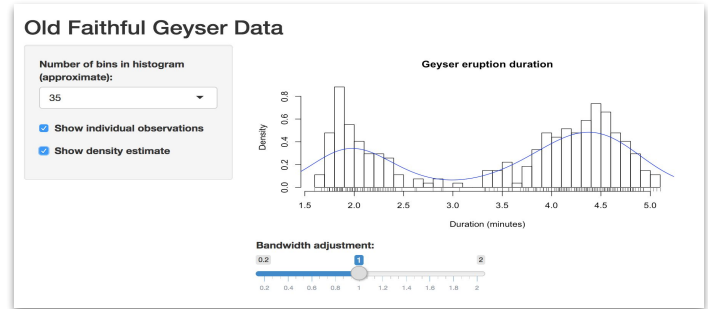 Old Faithful Geyser Data
Number of bins in histogram
(approximate):
35
Show individual observations
Show density estimate
Geyser eruption duration
Density
0.0 0.2 0.4 0.6 0.8
1.5 2.0 2.5 3.0 3.5 4.0 4.5 5.0
Duration (minutes)
Bandwidth adjustment:
0.2 1 2
0.2 0.4 0.6 0.8 1 1.2 1.4 1.6 1.8 2